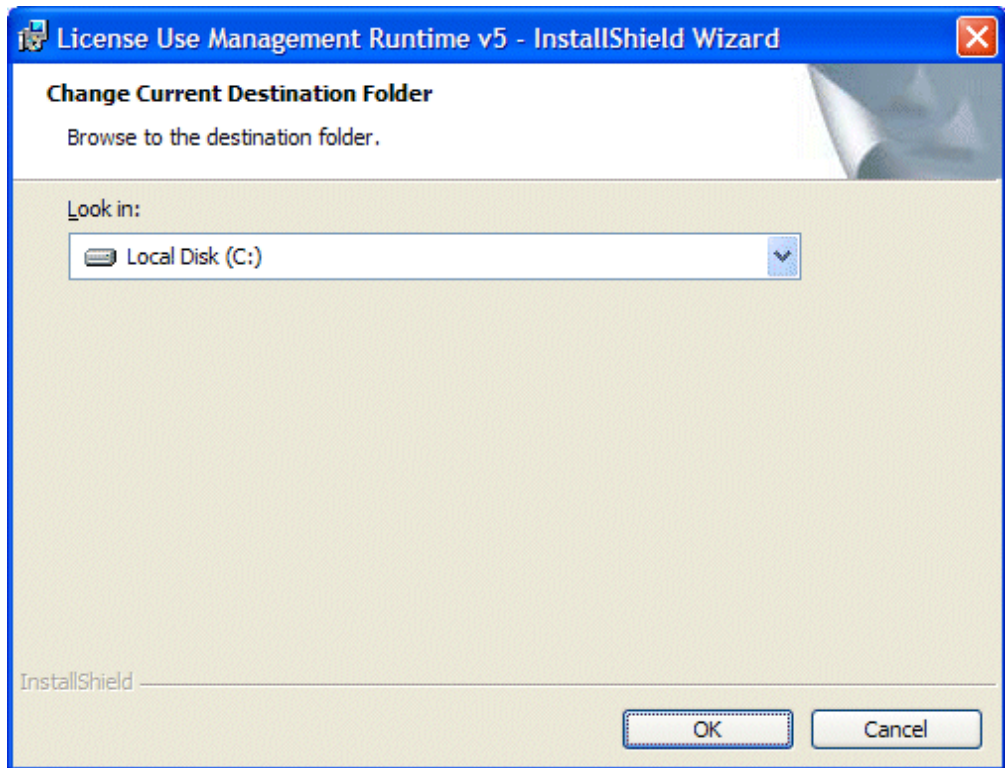 License Use Management Runtime v5 - InstallShield Wizard
Change Current Destination Folder
Browse to the destination folder.
Look in:
Local Disk (C:)
InstallShield
OK Cancel